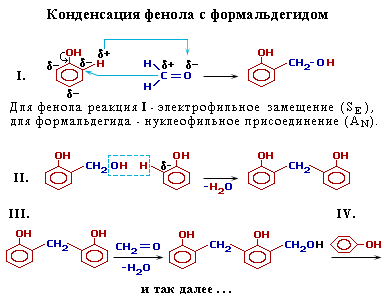 Конденсация фенола с формальдегидом
OH δ+ δ+ δ− CH₂-OH
δ− δ− H H C=O OH
I. δ− H
Для фенола реакция I - электрофильное замещение (SE),
для формальдегида - нуклеофильное присоединение (AN).
OH CH₂ OH H OH δ− OH CH₂ OH
II. -H₂O
III. IV.
OH CH₂ OH CH₂=O OH CH₂ OH CH₂OH OH
-H₂O
и так далее ...